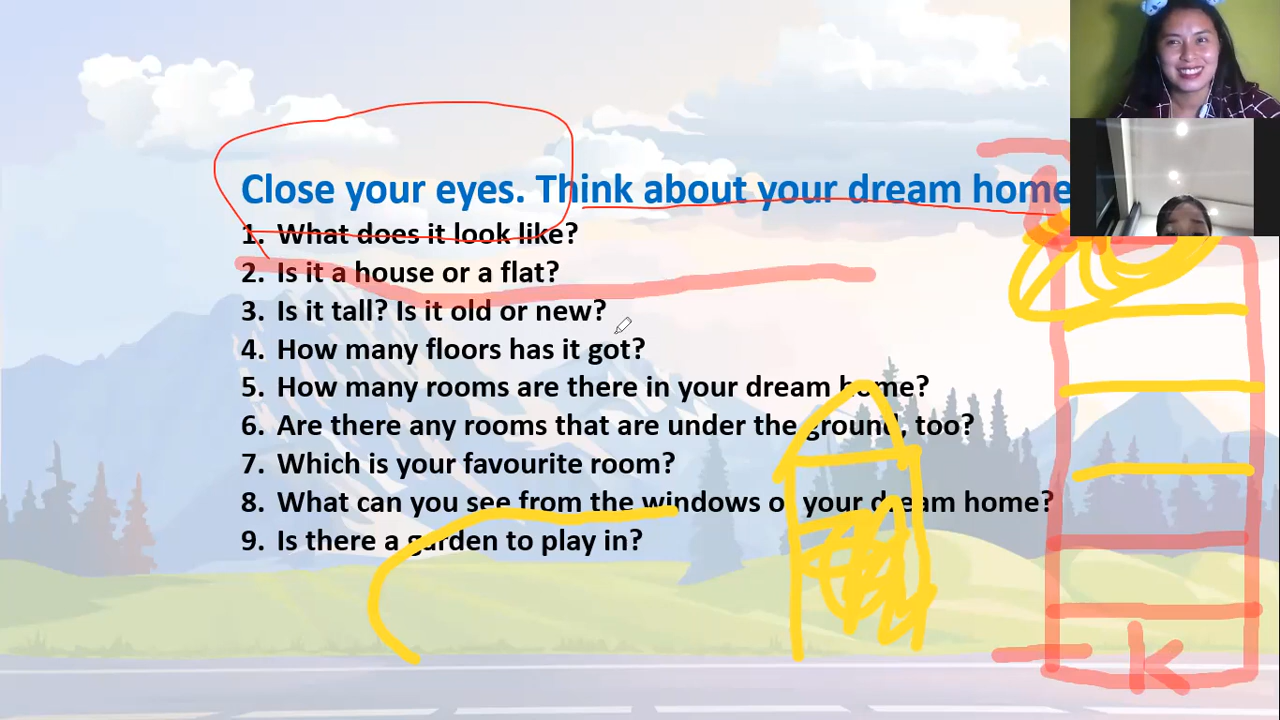 Close your eyes. Think about your dream home
1. What does it look like?
2. Is it a house or a flat?
3. Is it tall? Is it old or new?
4. How many floors has it got?
5. How many rooms are there in your dream home?
6. Are there any rooms that are under the ground, too?
7. Which is your favourite room?
8. What can you see from the windows of your dream home?
9. Is there a garden to play in?
K